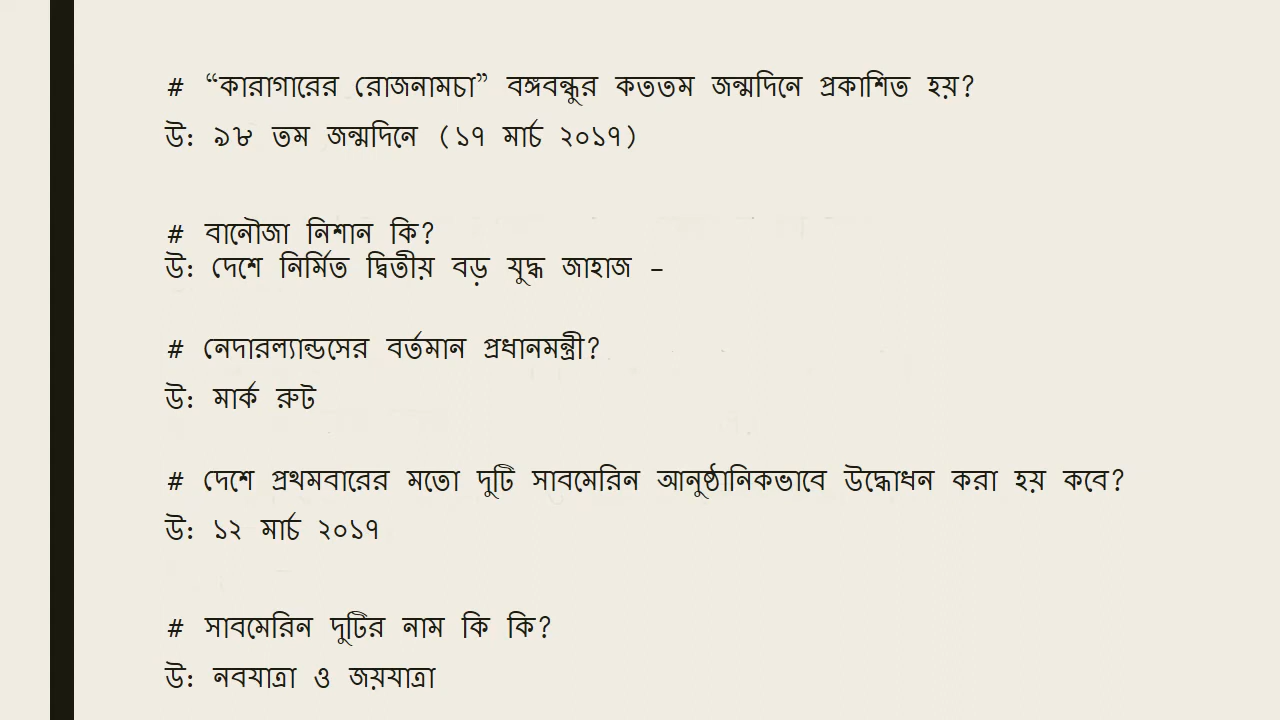 # “কারাগারের রোজনামচা” বঙ্গবন্ধুর কততম জন্মদিনে প্রকাশিত হয়?
উ: ৯৮ তম জন্মদিনে (১৭ মার্চ ২০১৭)
# বানৌজা নিশান কি?
উ: দেশে নির্মিত দ্বিতীয় বড় যুদ্ধ জাহাজ –
# নেদারল্যান্ডসের বর্তমান প্রধানমন্ত্রী?
উ: মার্ক রুট
# দেশে প্রথমবারের মতো দুটি সাবমেরিন আনুষ্ঠানিকভাবে উদ্ধোধন করা হয় কবে?
উ: ১২ মার্চ ২০১৭
# সাবমেরিন দুটির নাম কি কি?
উ: নবযাত্রা ও জয়যাত্রা